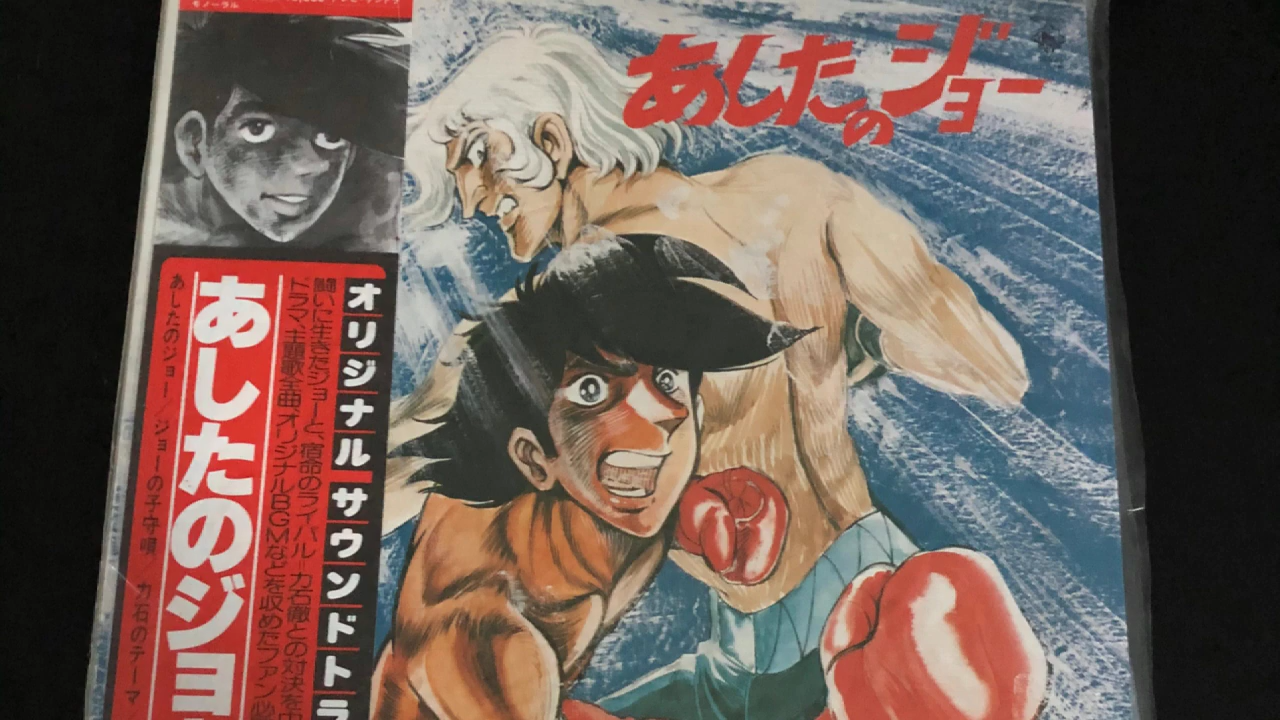 モノーラル
あしたのジョー
オリジナルサウンドトラ
闘いに生きたジョーと、宿命のライバル=力石徹との対決を中
ドラマ、主題歌全曲、オリジナルBGMなどを収めたファン必
あしたのジョ
あしたのジョー/ジョーの子守唄/力石のテーマ/